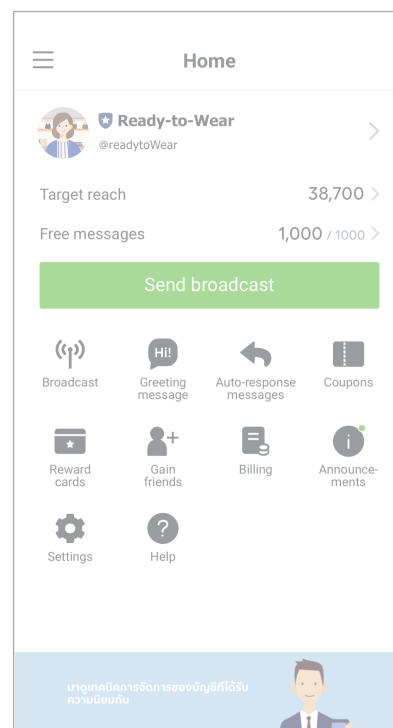 Home
Ready-to-Wear
@readytoWear
Target reach 38,700
Free messages 1,000 / 1000
Send broadcast
Broadcast
Hi!
Greeting
message
Auto-response
messages
Coupons
Reward
cards
Gain
friends
Billing
Announce-
ments
Settings
Help
มาดูเทคนิคการจัดการของบัญชีที่ได้รับ
ความนิยมกัน